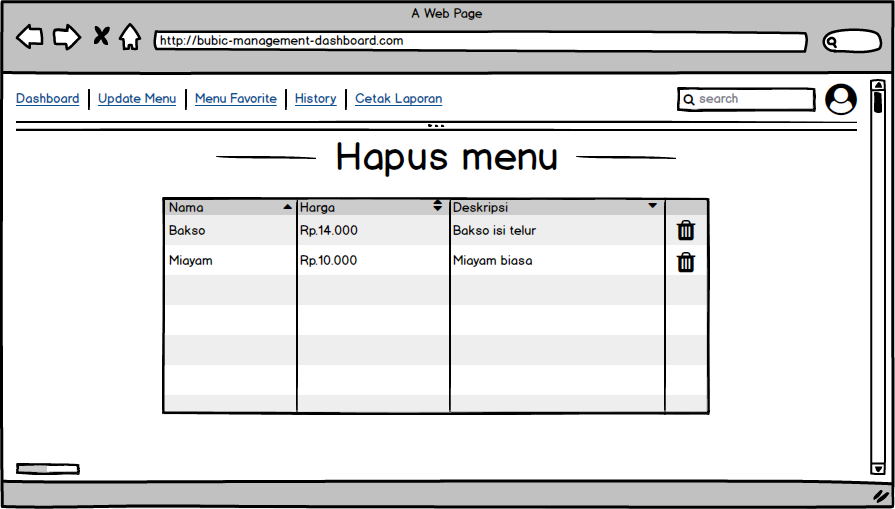 A Web Page
http://bubic-management-dashboard.com
Dashboard Update Menu Menu Favorite History Cetak Laporan search
Hapus menu
Nama Harga Deskripsi
Bakso Rp.14.000 Bakso isi telur
Miayam Rp.10.000 Miayam biasa